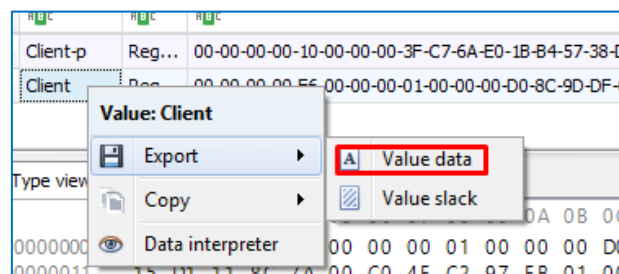 Client-p Reg... 00-00-00-00-10-00-00-00-3F-C7-6A-E0-1B-B4-57-38-
Client
Value: Client
Export
Value data
Type view
Copy
Value slack
0A 0B
0000000
Data interpreter
00 00 00 01 00 00 00